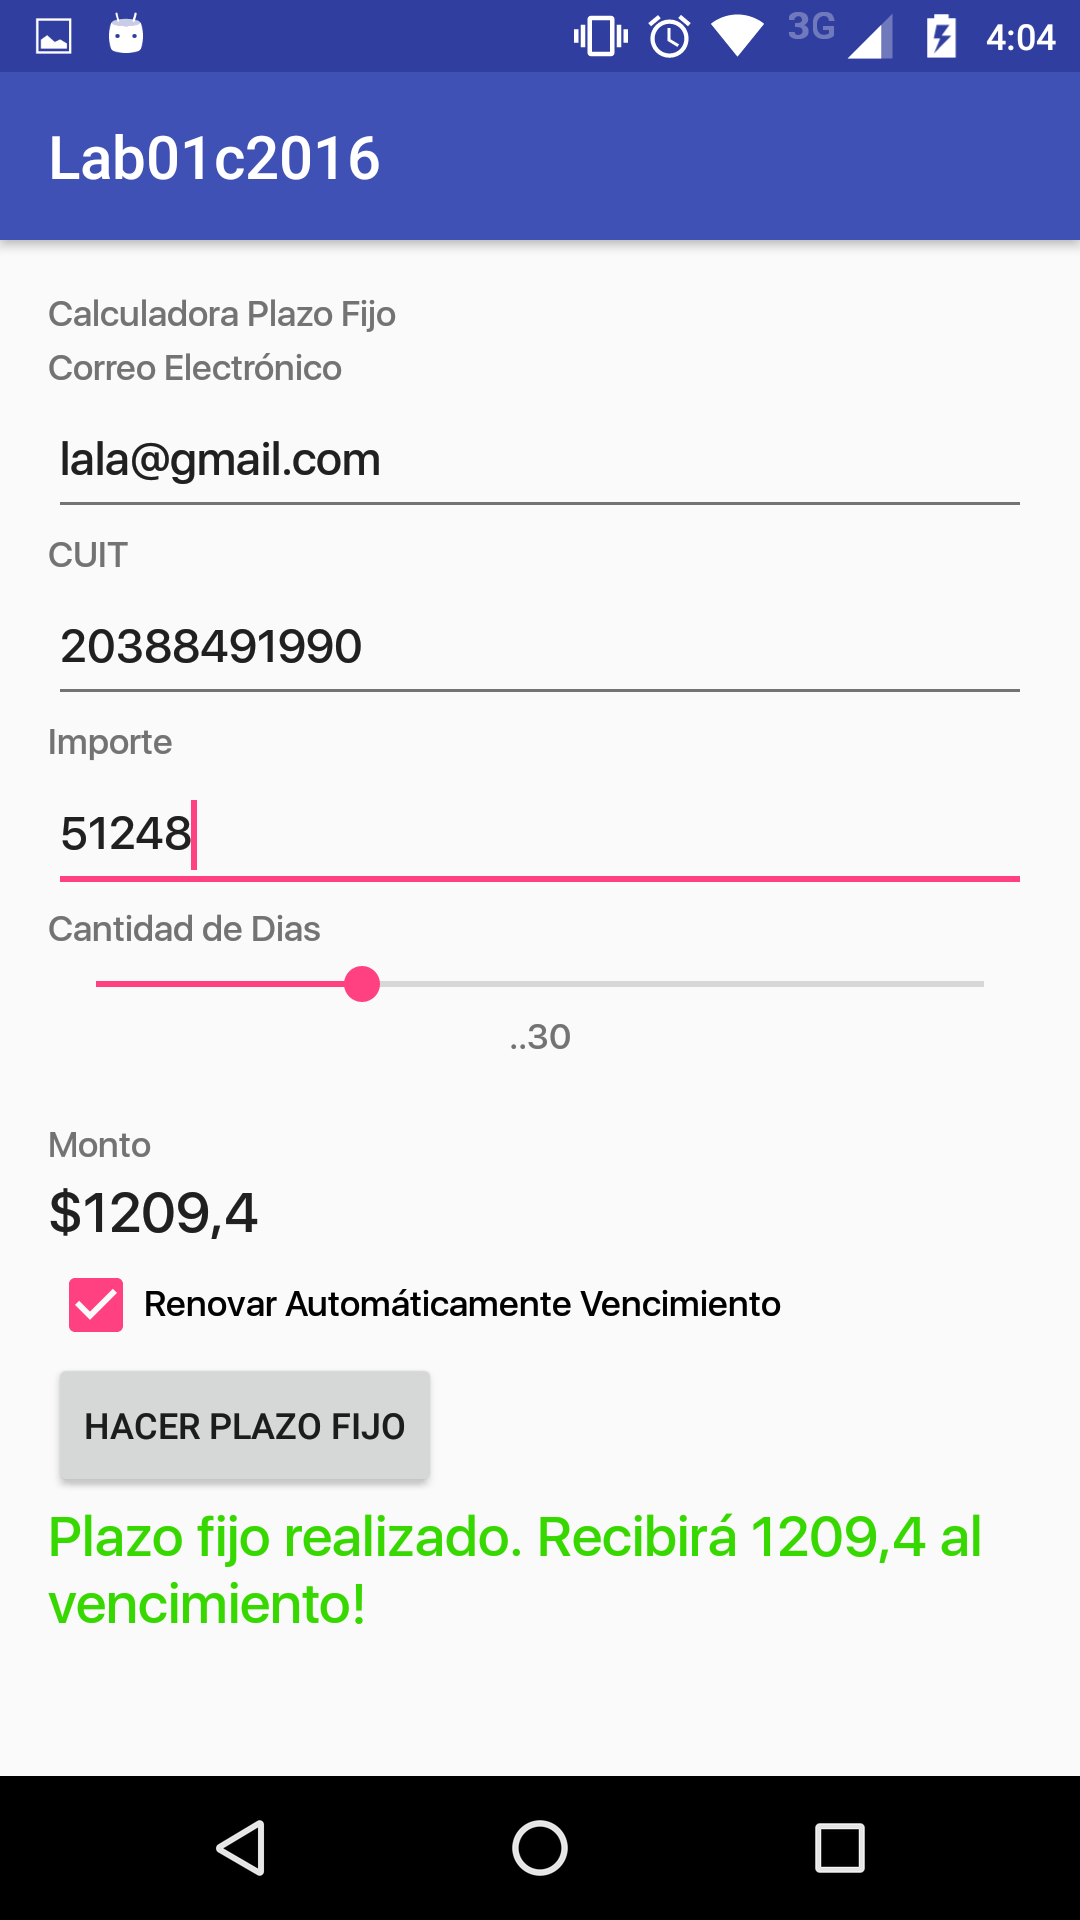 3G 4:04
Lab01c2016
Calculadora Plazo Fijo
Correo Electrónico
lala@gmail.com
CUIT
20388491990
Importe
51248
Cantidad de Dias
..30
Monto
$1209,4
Renovar Automáticamente Vencimiento
HACER PLAZO FIJO
Plazo fijo realizado. Recibirá 1209,4 al
vencimiento!